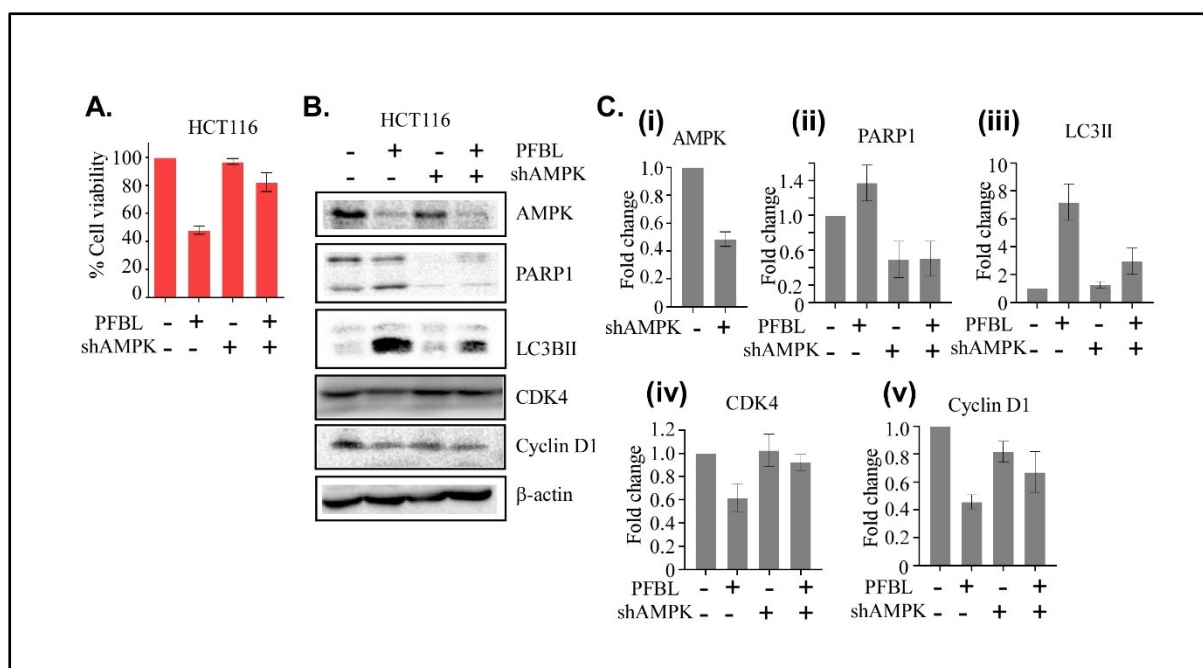 A.
HCT116
% Cell viability
100
80
60
40
20
0
PFBL - + - +
shAMPK - - + +
B.
HCT116
- + - + PFBL
- - + + shAMPK
AMPK
PARP1
LC3BII
CDK4
Cyclin D1
β-actin
C.
(i)
AMPK
Fold change
1.0
0.8
0.6
0.4
0.2
0
shAMPK - +
(ii)
PARP1
Fold change
1.4
1.0
0.6
0.2
0
PFBL - + - +
shAMPK - - + +
(iii)
LC3II
Fold change
10
8
6
4
2
0
PFBL - + - +
shAMPK - - + +
(iv)
CDK4
Fold change
1.2
1.0
0.8
0.6
0.4
0.2
0
PFBL - + - +
shAMPK - - + +
(v)
Cyclin D1
Fold change
1.0
0.8
0.6
0.4
0.2
0.0
PFBL - + - +
shAMPK - - + +